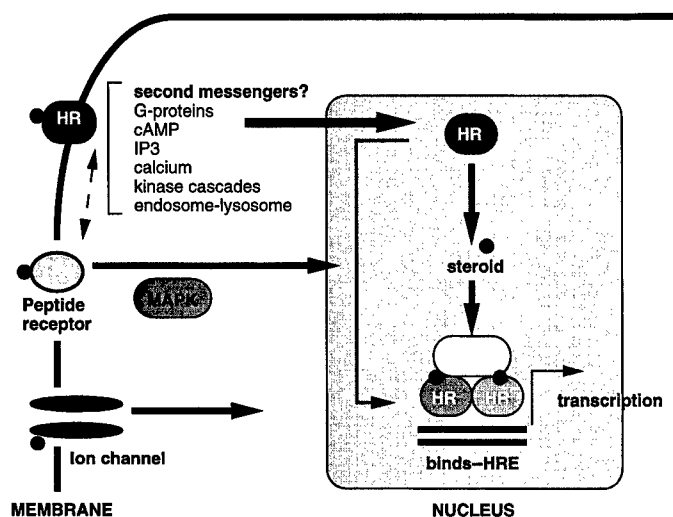 HR
second messengers?
G-proteins
cAMP
IP3
calcium
kinase cascades
endosome-lysosome
HR
steroid
Peptide
receptor
MAPK
HR
HR
transcription
Ion channel
binds–HRE
MEMBRANE
NUCLEUS